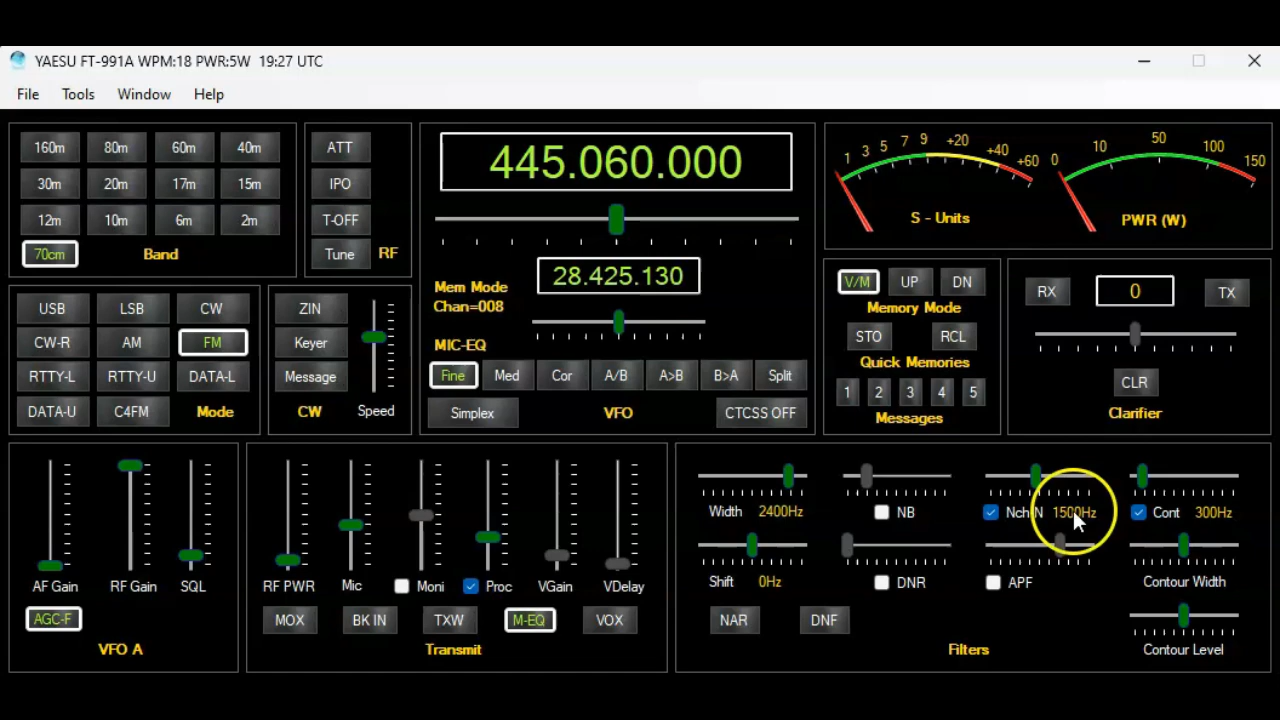 YAESU FT-991A WPM:18 PWR:5W 19:27 UTC
File Tools Window Help
160m 80m 60m 40m
30m 20m 17m 15m
12m 10m 6m 2m
70cm Band
ATT
IPO
T-OFF
Tune RF
445.060.000
Mem Mode
Chan=008
28.425.130
MIC-EQ
Fine Med Cor A/B A>B B>A Split
Simplex VFO CTCSS OFF
1 3 5 7 9 +20 +40 +60
S - Units
0 10 50 100 150
PWR (W)
USB LSB CW
CW-R AM FM
RTTY-L RTTY-U DATA-L
DATA-U C4FM Mode
ZIN
Keyer
Message
CW Speed
V/M UP DN
Memory Mode
STO RCL
Quick Memories
1 2 3 4 5
Messages
RX 0 TX
CLR
Clarifier
AF Gain RF Gain SQL
AGC-F
VFO A
RF PWR Mic Moni Proc VGain VDelay
MOX BK IN TXW M-EQ VOX
Transmit
Width 2400Hz NB Nch N 1500Hz Cont 300Hz
Shift 0Hz DNR APF Contour Width
NAR DNF
Filters Contour Level